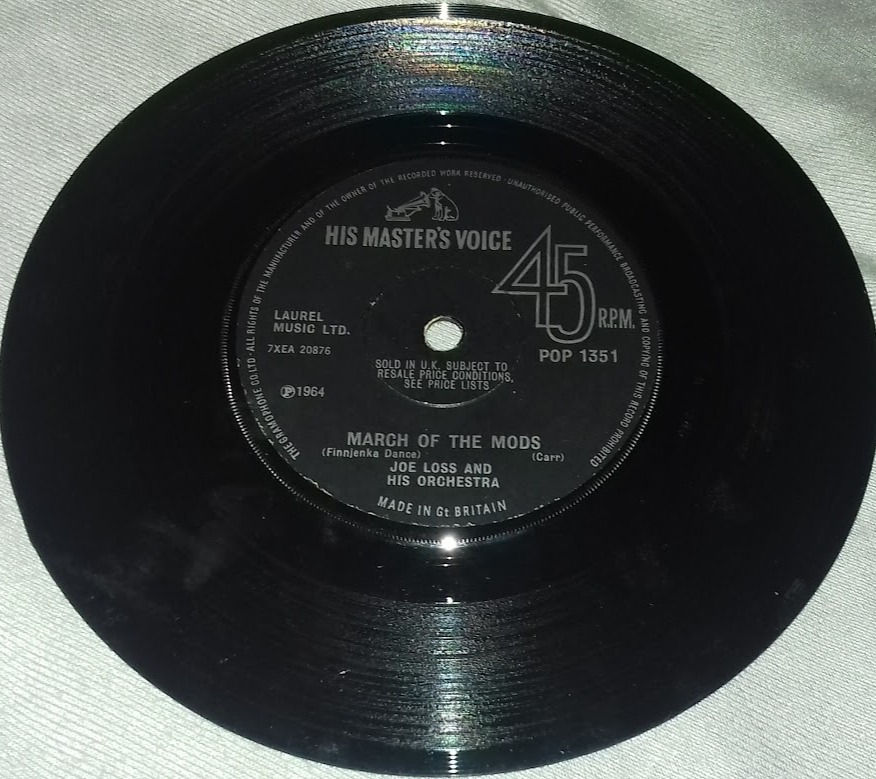 THE GRAMOPHONE CO. LTD · ALL RIGHTS OF THE MANUFACTURER AND OF THE OWNER OF THE RECORDED WORK RESERVED · UNAUTHORISED PUBLIC PERFORMANCE BROADCASTING AND COPYING OF THIS RECORD PROHIBITED
HIS MASTER'S VOICE
45 R.P.M.
LAUREL
MUSIC LTD.
7XEA 20876
POP 1351
SOLD IN U.K. SUBJECT TO
RESALE PRICE CONDITIONS,
SEE PRICE LISTS
℗1964
MARCH OF THE MODS
(Finnjenka Dance) (Carr)
JOE LOSS AND
HIS ORCHESTRA
MADE IN Gt BRITAIN